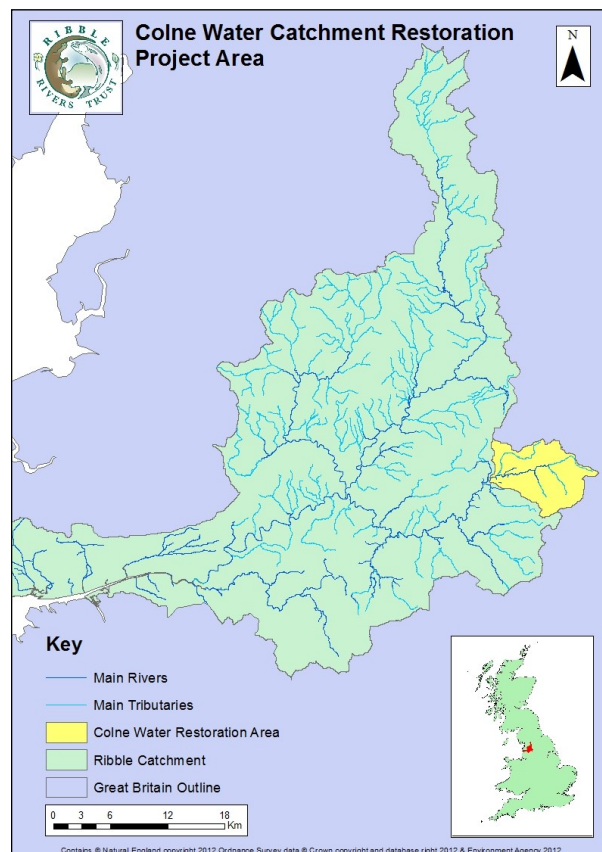 Colne Water Catchment Restoration
Project Area
RIBBLE
RIVERS TRUST
N
Key
Main Rivers
Main Tributaries
Colne Water Restoration Area
Ribble Catchment
Great Britain Outline
0 3 6 12 18
Km
Contains © Natural England copyright 2012 Ordnance Survey data © Crown copyright and database right 2012 & Environment Agency 2012